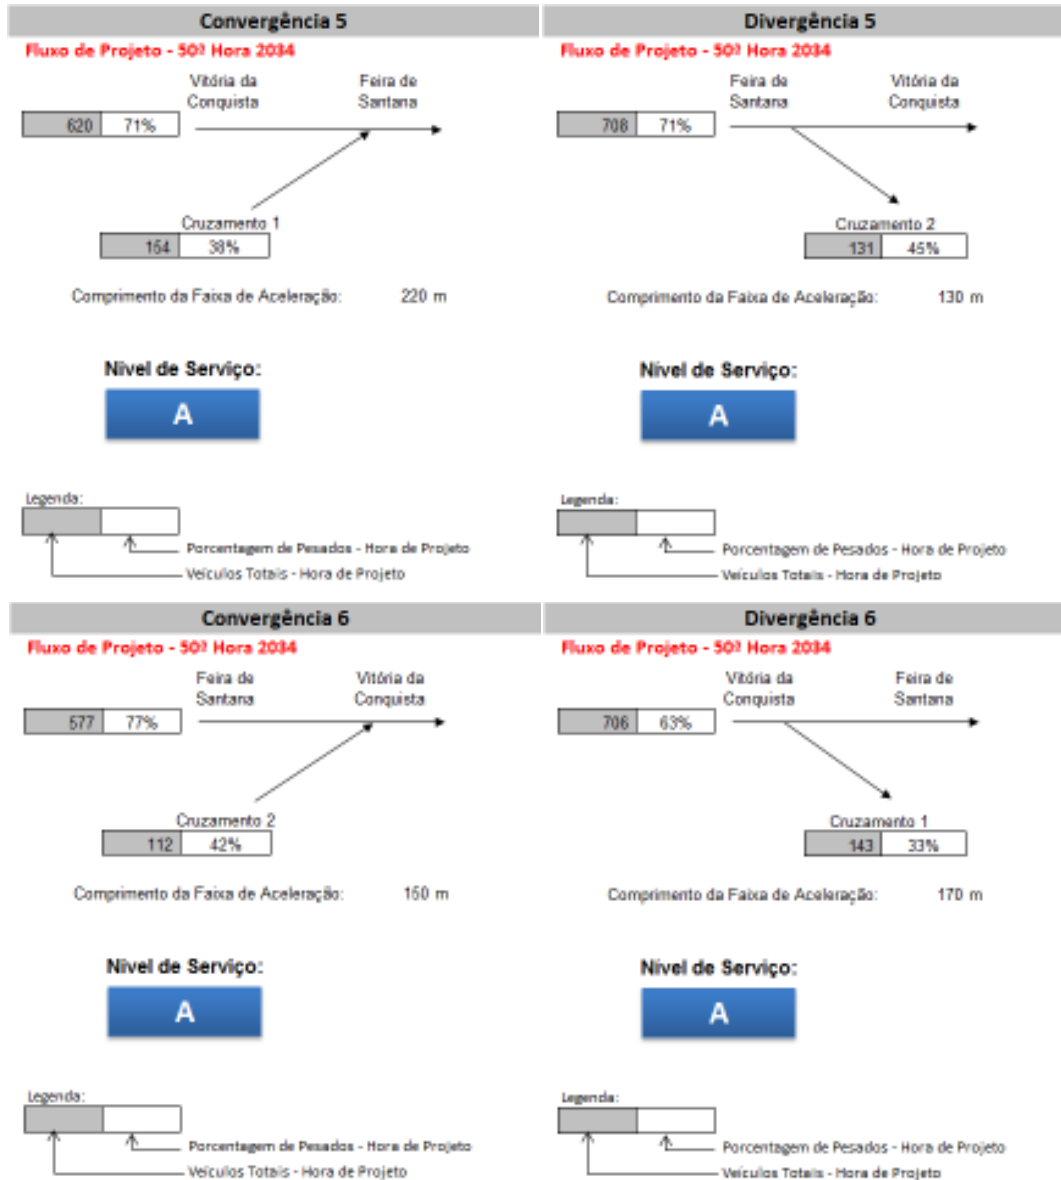 Convergência 5
Fluxo de Projeto - 50ª Hora 2034
Vitória da Conquista
Feira de Santana
620 71%
Cruzamento 1
154 38%
Comprimento da Faixa de Aceleração: 220 m
Nível de Serviço:
A
Legenda:
Porcentagem de Pesados - Hora de Projeto
Veículos Totais - Hora de Projeto
Divergência 5
Fluxo de Projeto - 50ª Hora 2034
Feira de Santana
Vitória da Conquista
708 71%
Cruzamento 2
131 45%
Comprimento da Faixa de Aceleração: 130 m
Nível de Serviço:
A
Legenda:
Porcentagem de Pesados - Hora de Projeto
Veículos Totais - Hora de Projeto
Convergência 6
Fluxo de Projeto - 50ª Hora 2034
Feira de Santana
Vitória da Conquista
577 77%
Cruzamento 2
112 42%
Comprimento da Faixa de Aceleração: 150 m
Nível de Serviço:
A
Legenda:
Porcentagem de Pesados - Hora de Projeto
Veículos Totais - Hora de Projeto
Divergência 6
Fluxo de Projeto - 50ª Hora 2034
Vitória da Conquista
Feira de Santana
706 63%
Cruzamento 1
143 33%
Comprimento da Faixa de Aceleração: 170 m
Nível de Serviço:
A
Legenda:
Porcentagem de Pesados - Hora de Projeto
Veículos Totais - Hora de Projeto